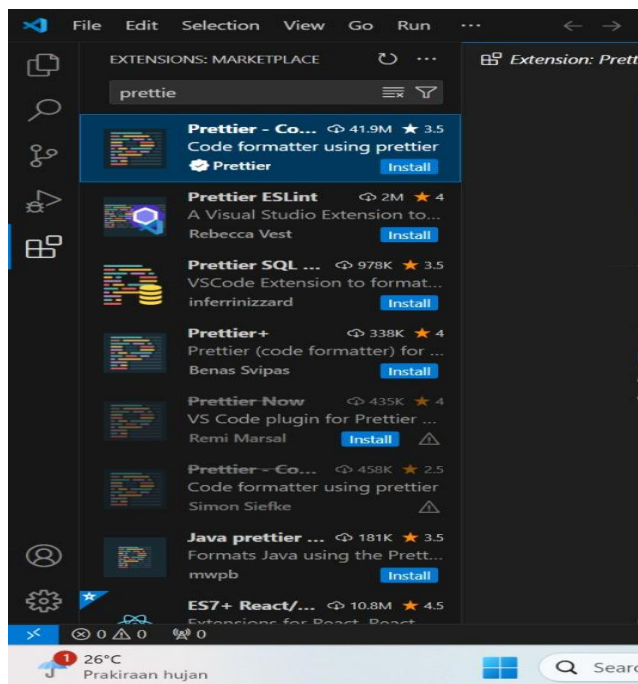 File Edit Selection View Go Run ...
EXTENSIONS: MARKETPLACE
Extension: Prett
prettie
Prettier - Co... 41.9M 3.5
Code formatter using prettier
Prettier Install
Prettier ESLint 2M 4
A Visual Studio Extension to...
Rebecca Vest Install
Prettier SQL ... 978K 3.5
VSCode Extension to format...
inferrinizzard Install
Prettier+ 338K 4
Prettier (code formatter) for ...
Benas Svipas Install
Prettier Now 435K 4
VS Code plugin for Prettier ...
Remi Marsal Install
Prettier - Co... 458K 2.5
Code formatter using prettier
Simon Siefke
Java prettier ... 181K 3.5
Formats Java using the Prett...
mwpb Install
ES7+ React/... 10.8M 4.5
Extensions for React, React
0 0 0
1 26°C
Prakiraan hujan
Searc